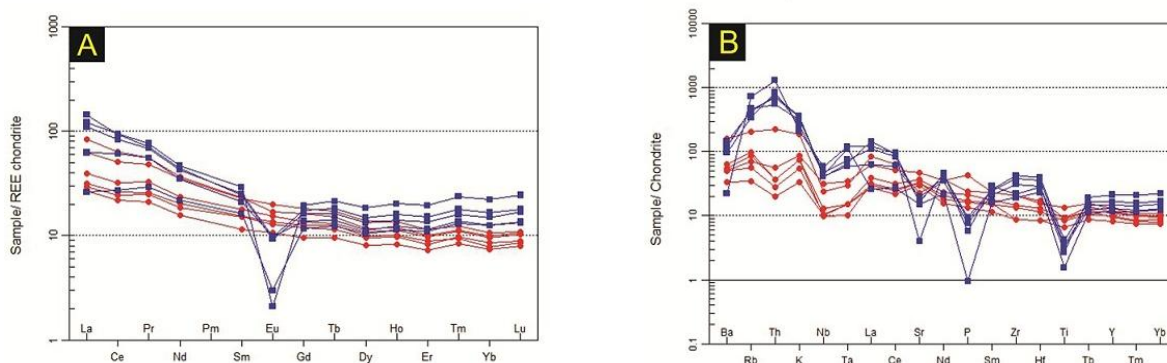 A
Sample/ REE chondrite
1000
100
10
1
La Pr Pm Eu Tb Ho Tm Lu
Ce Nd Sm Gd Dy Er Yb
B
Sample/ Chondrite
10000
1000
100
10
1
0.1
Ba Th Nb La Sr P Zr Ti Y Yb
Rb K Ta Ce Nd Sm Hf Tb Tm